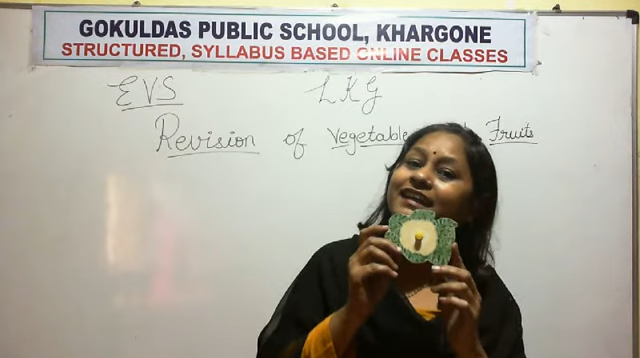 GOKULDAS PUBLIC SCHOOL, KHARGONE
STRUCTURED, SYLLABUS BASED ONLINE CLASSES
EVS LKG
Revision of Vegetable Fruits